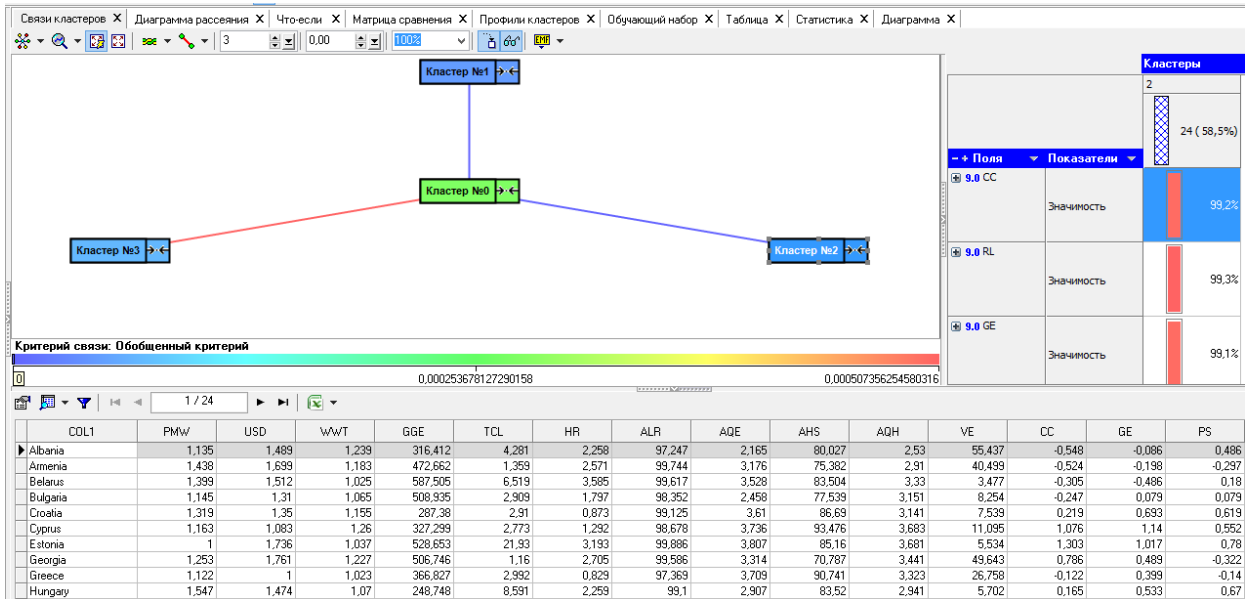 Связи кластеров X Диаграмма рассеяния X Что-если X Матрица сравнения X Профили кластеров X Обучающий набор X Таблица X Статистика X Диаграмма X
3 0,00 100% EMF
Кластер №1
Кластер №0
Кластер №3
Кластер №2
Критерий связи: Обобщенный критерий
0 0,000253678127290158 0,000507356254580316
Кластеры
2
24 ( 58,5%)
Поля Показатели
9.0 CC
Значимость 99,2%
9.0 RL
Значимость 99,3%
9.0 GE
Значимость 99,1%
1 / 24
COL1 PMW USD WWT GGE TCL HR ALR AQE AHS AQH VE CC GE PS
Albania 1,135 1,489 1,239 316,412 4,281 2,258 97,247 2,165 80,027 2,53 55,437 -0,548 -0,086 0,486
Armenia 1,438 1,699 1,183 472,662 1,359 2,571 99,744 3,176 75,382 2,91 40,499 -0,524 -0,198 -0,297
Belarus 1,399 1,512 1,025 587,505 6,519 3,585 99,617 3,528 83,504 3,33 3,477 -0,305 -0,486 0,18
Bulgaria 1,145 1,31 1,065 508,935 2,909 1,797 98,352 2,458 77,539 3,151 8,254 -0,247 0,079 0,079
Croatia 1,319 1,35 1,155 287,38 2,91 0,873 99,125 3,61 86,69 3,141 7,539 0,219 0,693 0,619
Cyprus 1,163 1,083 1,26 327,299 2,773 1,292 98,678 3,736 93,476 3,683 11,095 1,076 1,14 0,552
Estonia 1 1,736 1,037 528,653 21,93 3,193 99,886 3,807 85,16 3,681 5,534 1,303 1,017 0,78
Georgia 1,253 1,761 1,227 506,746 1,16 2,705 99,586 3,314 70,787 3,441 49,643 0,786 0,489 -0,322
Greece 1,122 1 1,023 366,827 2,992 0,829 97,369 3,709 90,741 3,323 26,758 -0,122 0,399 -0,14
Hungary 1,547 1,474 1,07 248,748 8,591 2,259 99,1 2,907 83,52 2,941 5,702 0,165 0,533 0,67